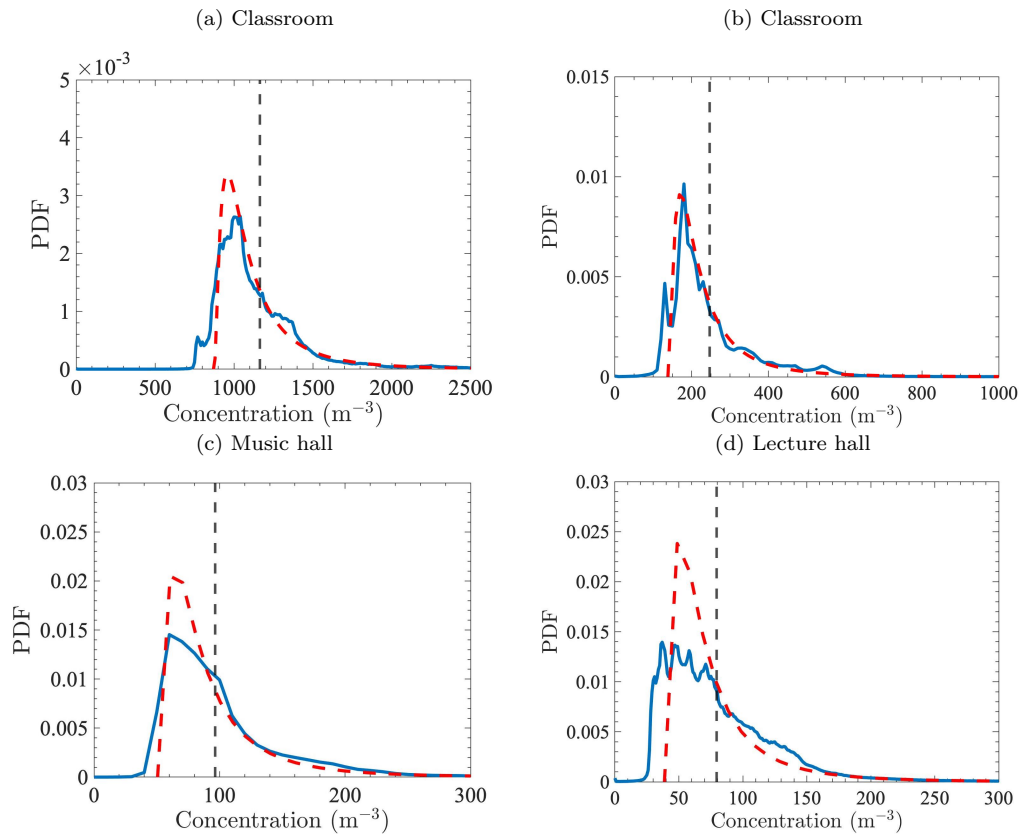 (a) Classroom
(b) Classroom
×10⁻³
5
4
3
2
1
0
PDF
0 500 1000 1500 2000 2500
Concentration (m⁻³)
0.015
0.01
0.005
0
PDF
0 200 400 600 800 1000
Concentration (m⁻³)
(c) Music hall
(d) Lecture hall
0.03
0.025
0.02
0.015
0.01
0.005
0
PDF
0 100 200 300
Concentration (m⁻³)
0.03
0.025
0.02
0.015
0.01
0.005
0
PDF
0 50 100 150 200 250 300
Concentration (m⁻³)